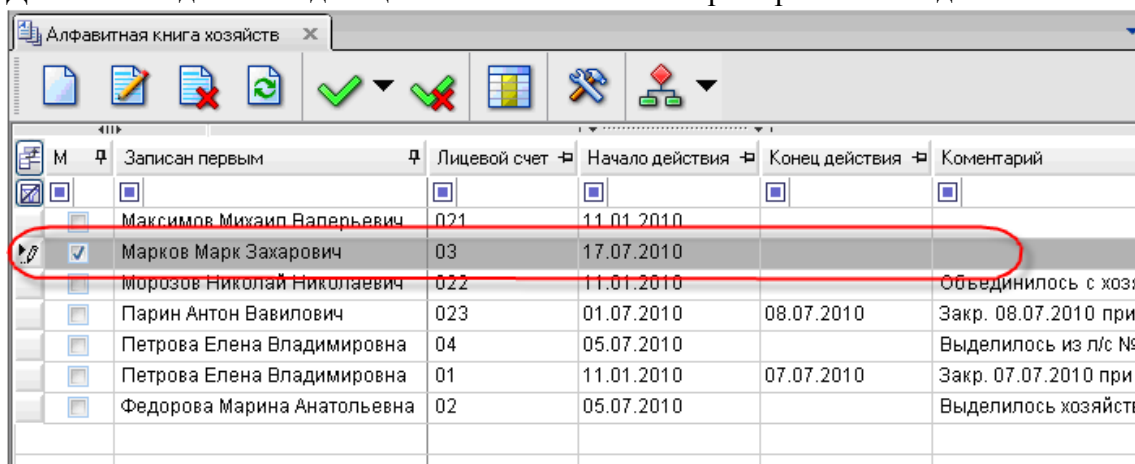 Алфавитная книга хозяйств
М Записан первым Лицевой счет Начало действия Конец действия Коментарий
Максимов Михаил Валерьевич 021 11.01.2010
Марков Марк Захарович 03 17.07.2010
Морозов Николай Николаевич 022 11.01.2010 Объединилось с хозя
Парин Антон Вавилович 023 01.07.2010 08.07.2010 Закр. 08.07.2010 при
Петрова Елена Владимировна 04 05.07.2010 Выделилось из л/с №
Петрова Елена Владимировна 01 11.01.2010 07.07.2010 Закр. 07.07.2010 при
Федорова Марина Анатольевна 02 05.07.2010 Выделилось хозяйств